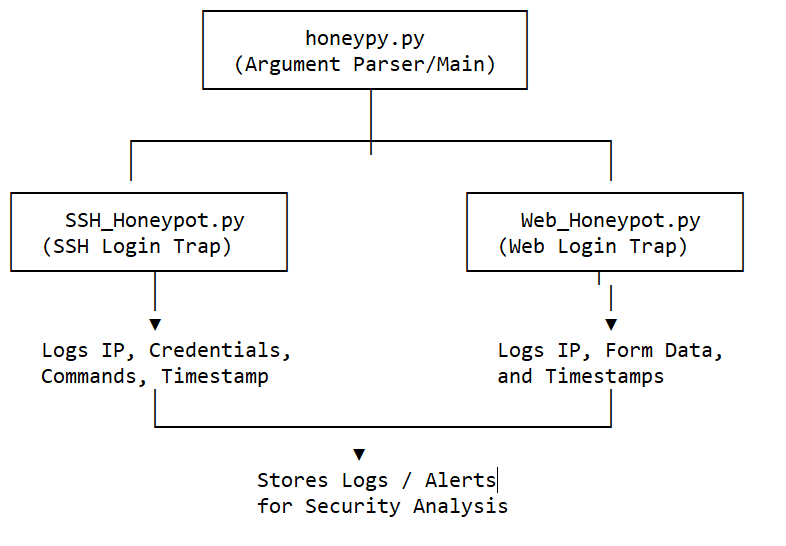 honeypy.py
(Argument Parser/Main)
SSH_Honeypot.py
(SSH Login Trap)
Web_Honeypot.py
(Web Login Trap)
Logs IP, Credentials,
Commands, Timestamp
Logs IP, Form Data,
and Timestamps
Stores Logs / Alerts
for Security Analysis